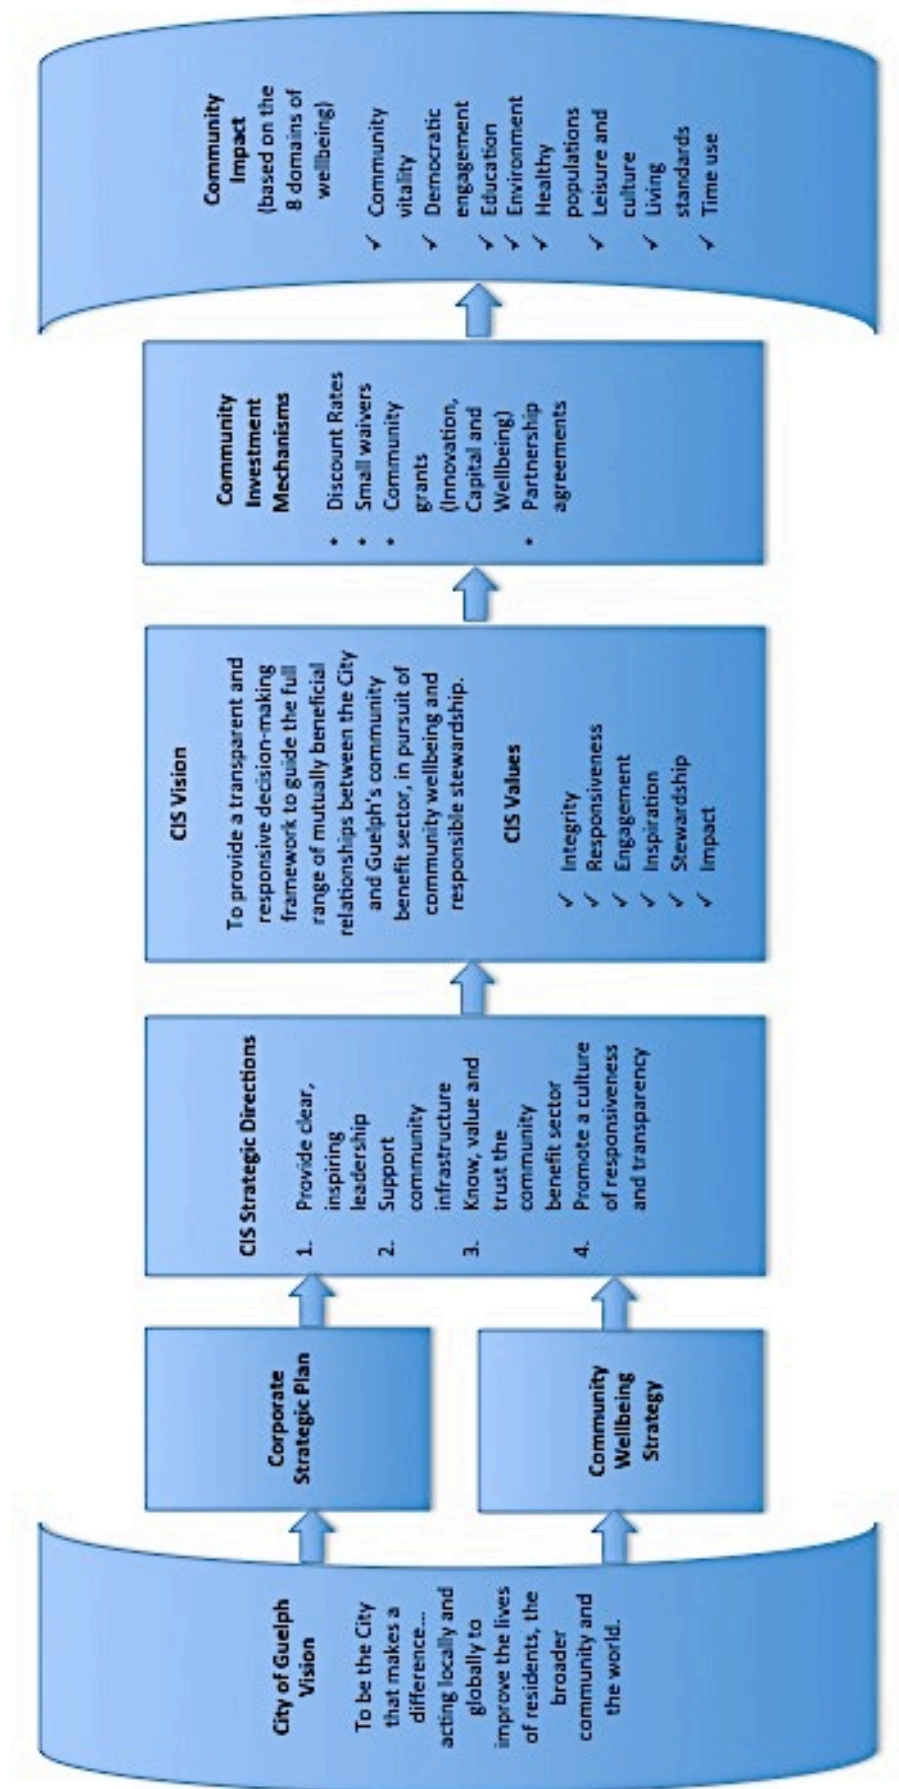 City of Guelph
Vision
To be the City
that makes a
difference...
acting locally and
globally to
improve the lives
of residents, the
broader
community and
the world.
Corporate
Strategic Plan
Community
Wellbeing
Strategy
CIS Strategic Directions
1. Provide clear,
inspiring
leadership
2. Support
community
infrastructure
3. Know, value and
trust the
community
benefit sector
4. Promote a culture
of responsiveness
and transparency
CIS Vision
To provide a transparent and
responsive decision-making
framework to guide the full
range of mutually beneficial
relationships between the City
and Guelph's community
benefit sector, in pursuit of
community wellbeing and
responsible stewardship.
CIS Values
✓ Integrity
✓ Responsiveness
✓ Engagement
✓ Inspiration
✓ Stewardship
✓ Impact
Community
Investment
Mechanisms
• Discount Rates
• Small waivers
• Community
grants
(Innovation,
Capital and
Wellbeing)
• Partnership
agreements
Community
Impact
(based on the
8 domains of
wellbeing)
✓ Community
vitality
✓ Democratic
engagement
✓ Education
✓ Environment
✓ Healthy
populations
✓ Leisure and
culture
✓ Living
standards
✓ Time use